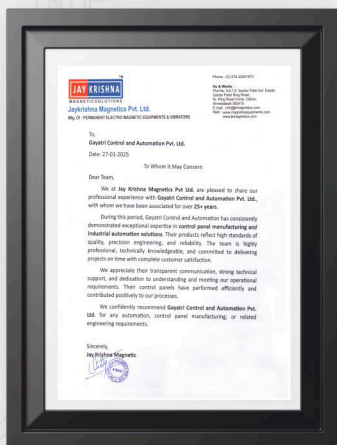 JAY KRISHNA
MAGNETICSOLUTIONS
Jaykrishna Magnetics Pvt. Ltd.
Mfg. Of : PERMANENT ELECTRO MAGNETIC EQUIPMENTS & VIBRATORS
Ho & Works :
To,
Gayatri Control and Automation Pvt. Ltd.
Date: 27-01-2025
To Whom It May Concern
Dear Team,
We at Jay Krishna Magnetics Pvt Ltd. are pleased to share our
professional experience with Gayatri Control and Automation Pvt. Ltd.,
with whom we have been associated for over 25+ years.
During this period, Gayatri Control and Automation has consistently
demonstrated exceptional expertise in control panel manufacturing and
industrial automation solutions. Their products reflect high standards of
quality, precision engineering, and reliability. The team is highly
professional, technically knowledgeable, and committed to delivering
projects on time with complete customer satisfaction.
We appreciate their transparent communication, strong technical
support, and dedication to understanding and meeting our operational
requirements. Their control panels have performed efficiently and
contributed positively to our processes.
We confidently recommend Gayatri Control and Automation Pvt.
Ltd. for any automation, control panel manufacturing, or related
engineering requirements.
Sincerely,
Jay Krishna Magnetic